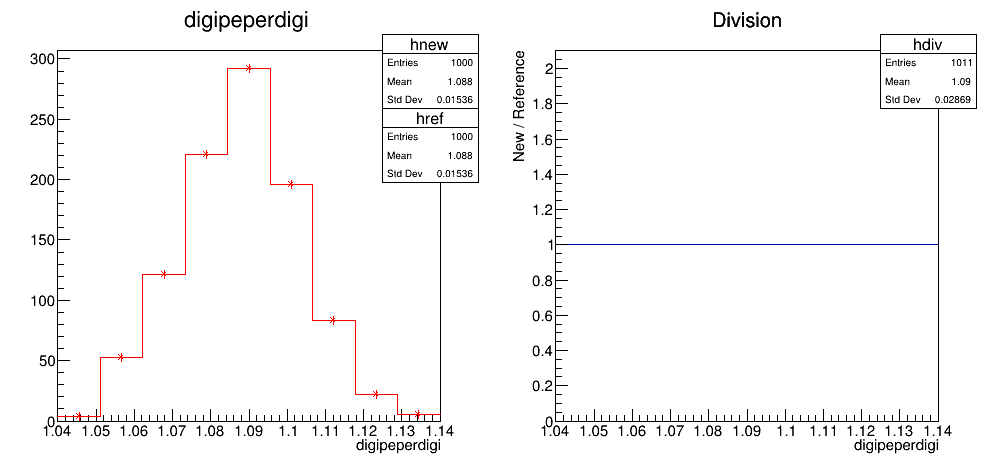 digipeperdigi
hnew
Entries 1000
Mean 1.088
Std Dev 0.01536
href
Entries 1000
Mean 1.088
Std Dev 0.01536
300
250
200
150
100
50
0
1.04 1.05 1.06 1.07 1.08 1.09 1.1 1.11 1.12 1.13 1.14
digipeperdigi
Division
hdiv
Entries 1011
Mean 1.09
Std Dev 0.02869
New / Reference
2
1.8
1.6
1.4
1.2
1
0.8
0.6
0.4
0.2
0
1.04 1.05 1.06 1.07 1.08 1.09 1.1 1.11 1.12 1.13 1.14
digipeperdigi